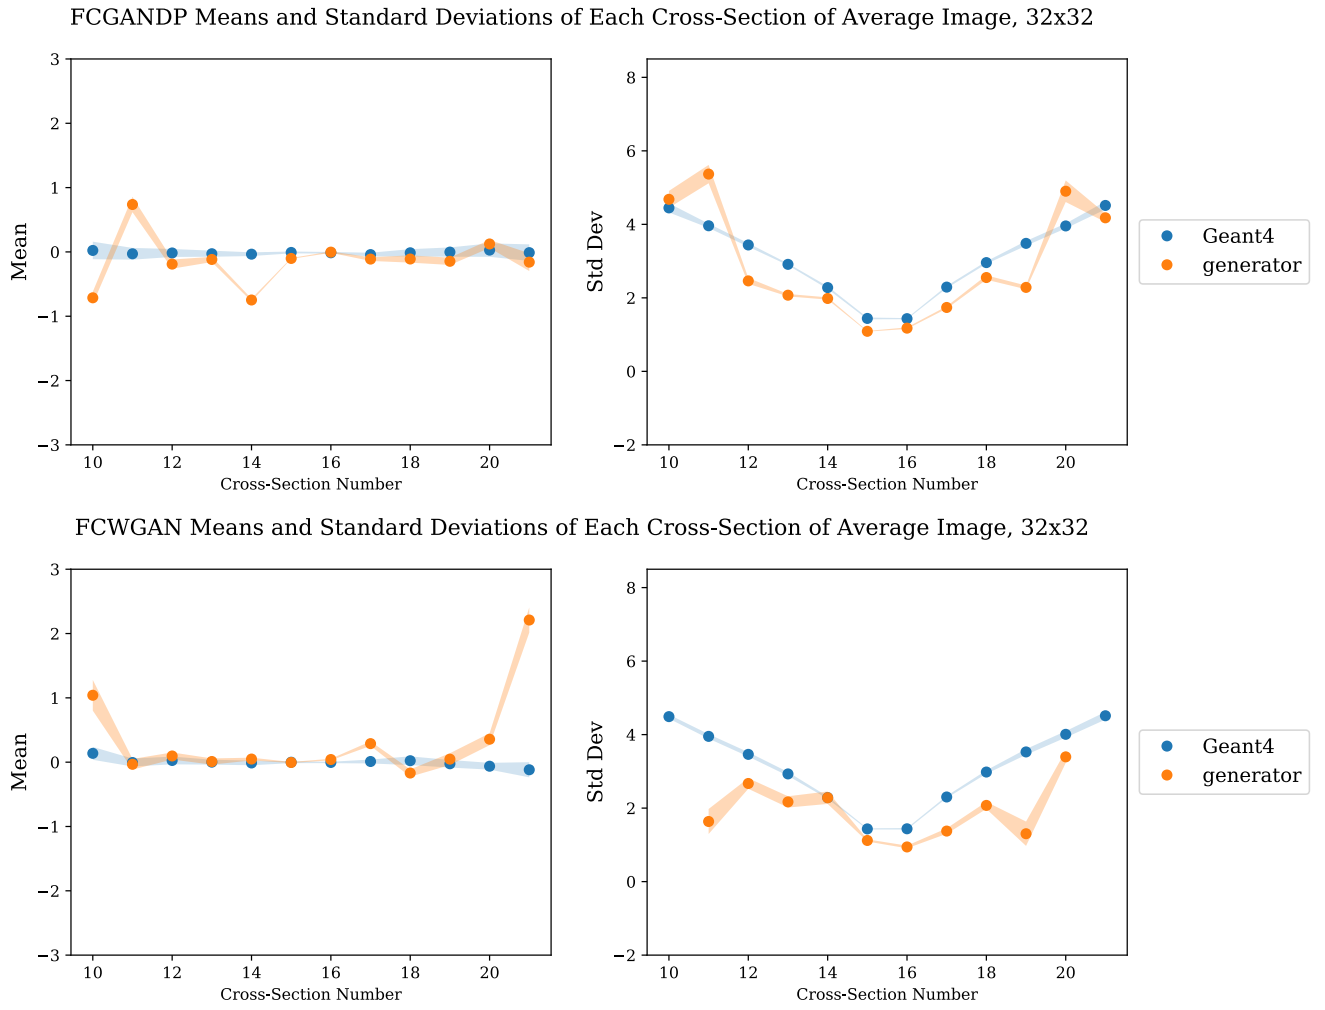 FCGANDP Means and Standard Deviations of Each Cross-Section of Average Image, 32x32
3
2
1
0
−1
−2
−3
Mean
10 12 14 16 18 20
Cross-Section Number
8
6
4
2
0
−2
Std Dev
10 12 14 16 18 20
Cross-Section Number
Geant4
generator
FCWGAN Means and Standard Deviations of Each Cross-Section of Average Image, 32x32
3
2
1
0
−1
−2
−3
Mean
10 12 14 16 18 20
Cross-Section Number
8
6
4
2
0
−2
Std Dev
10 12 14 16 18 20
Cross-Section Number
Geant4
generator